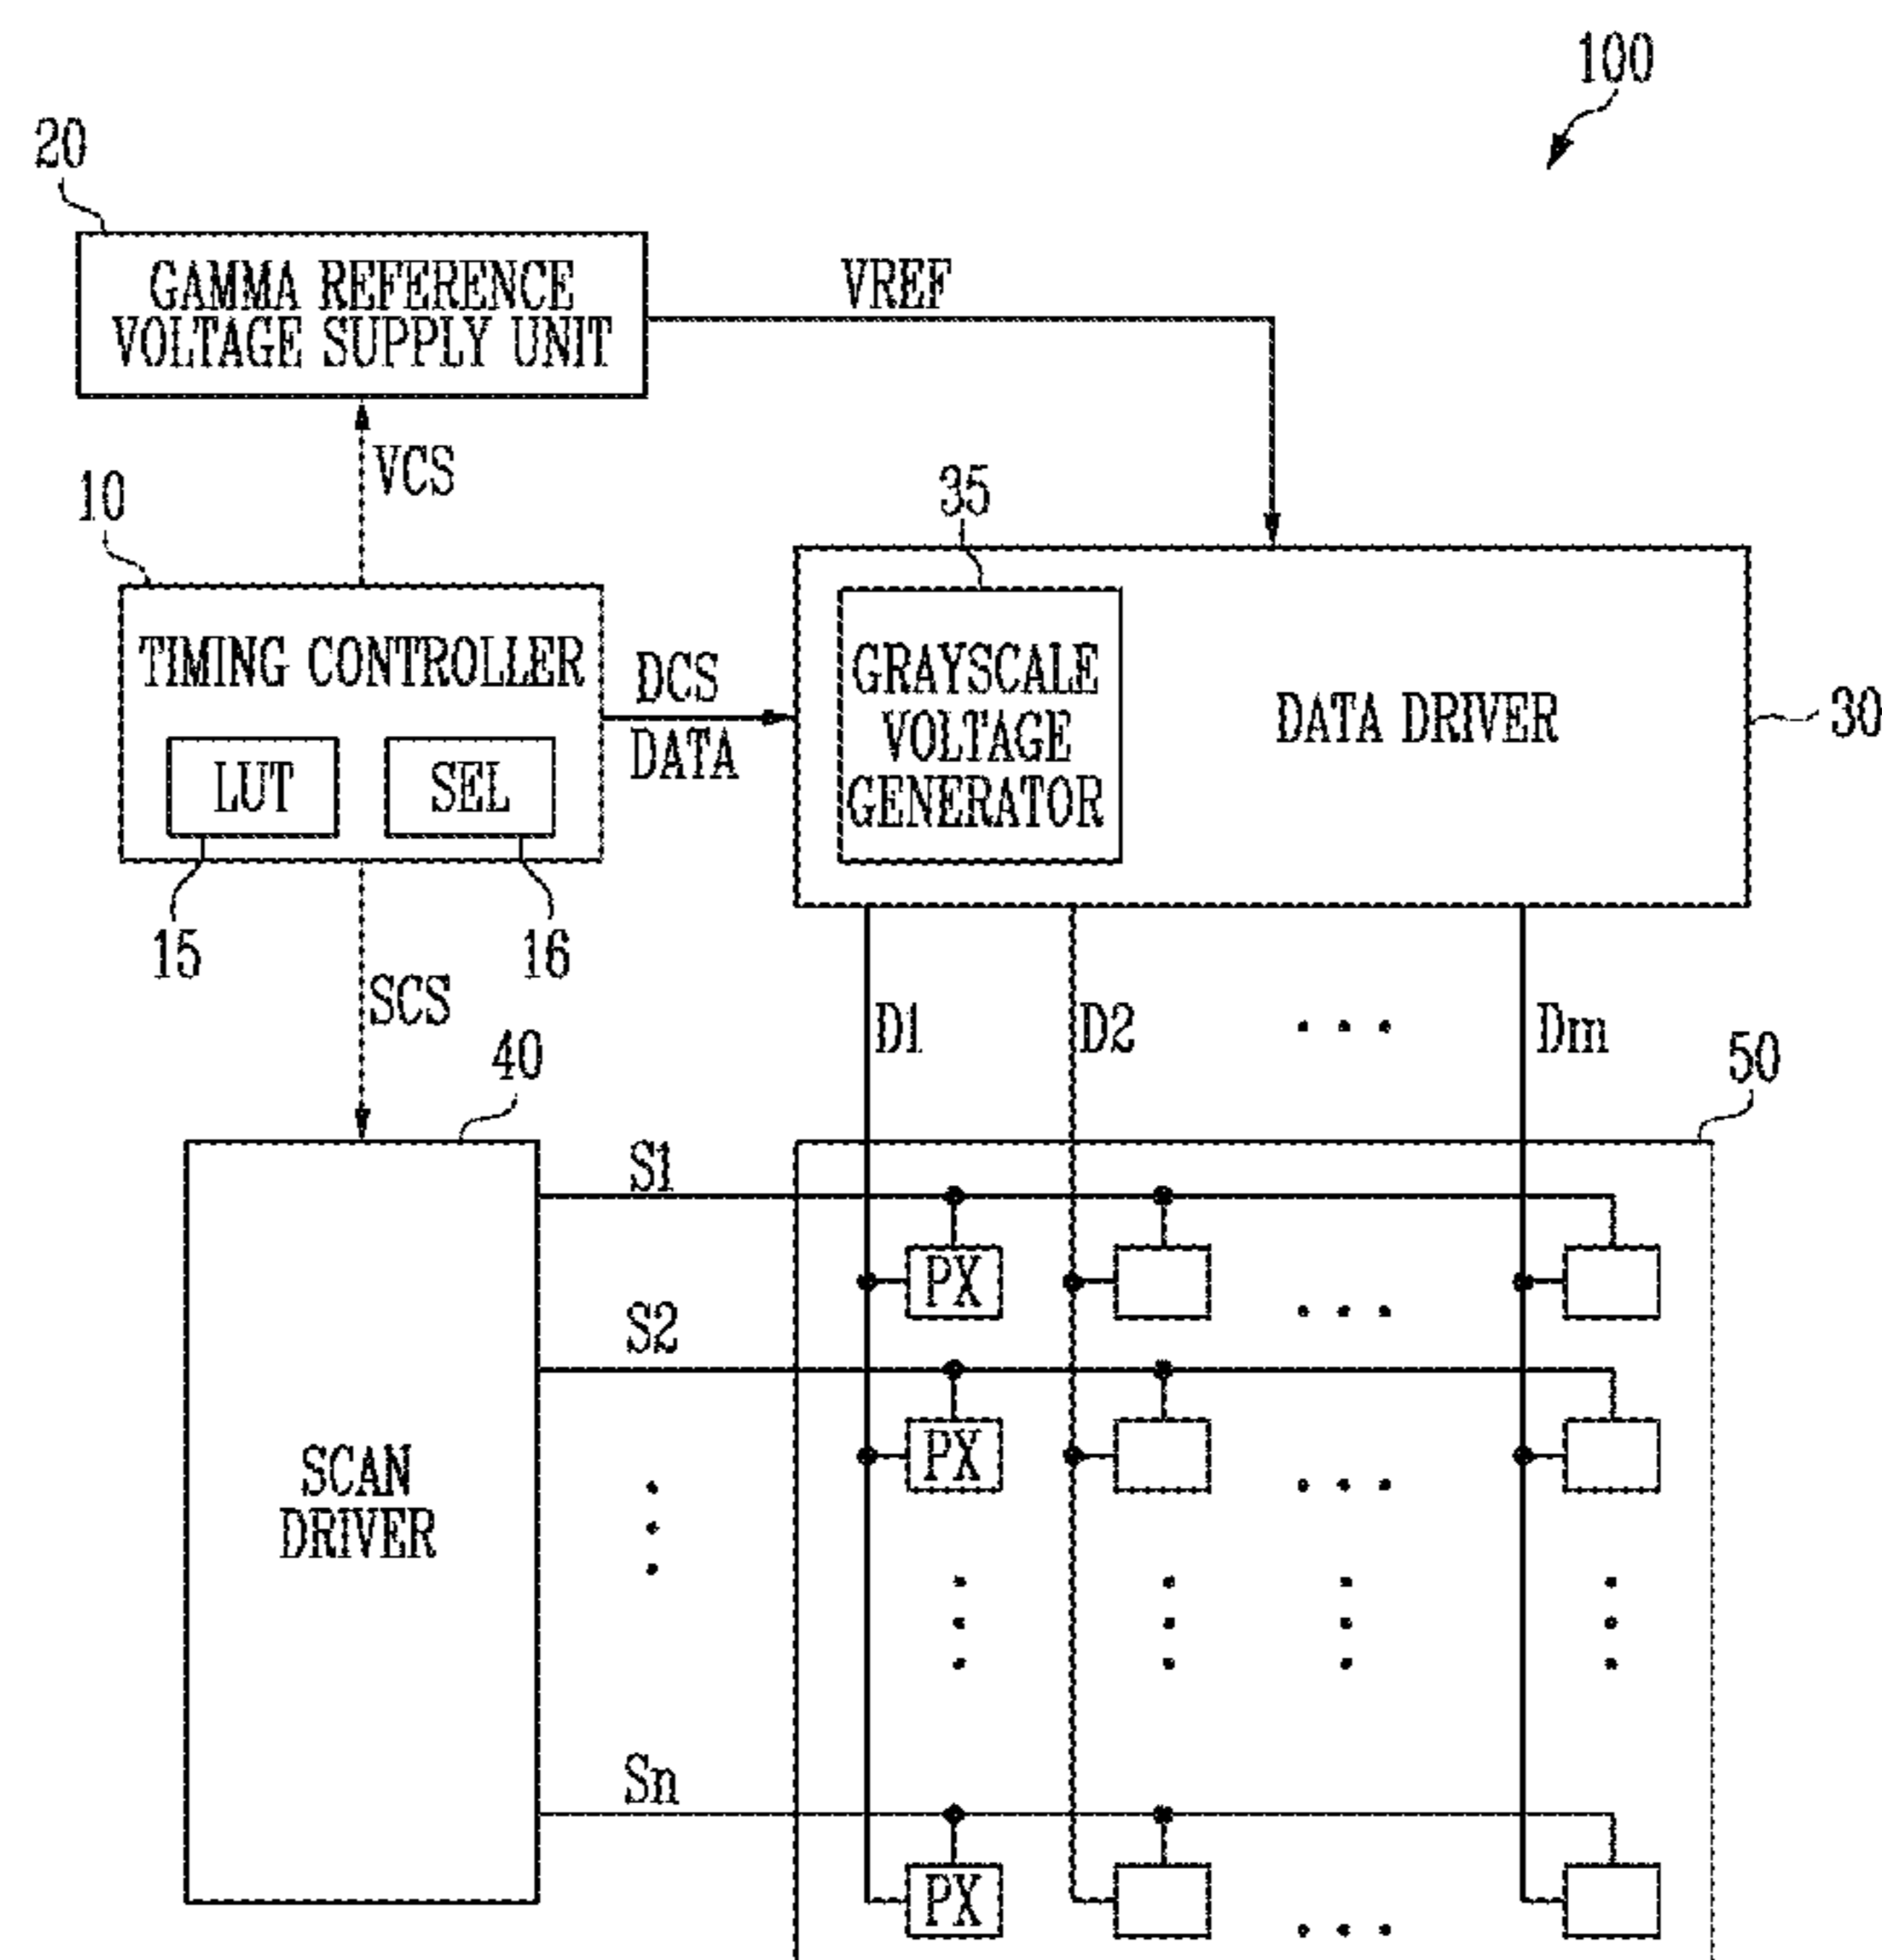 100
20
GAMMA REFERENCE
VOLTAGE SUPPLY UNIT
VREF
VCS
10
35
TIMING CONTROLLER
DCS
DATA
GRAYSCALE
VOLTAGE
GENERATOR
DATA DRIVER
30
LUT
SEL
15
16
SCS
D1
D2
Dm
40
50
S1
PX
S2
PX
SCAN
DRIVER
Sn
PX